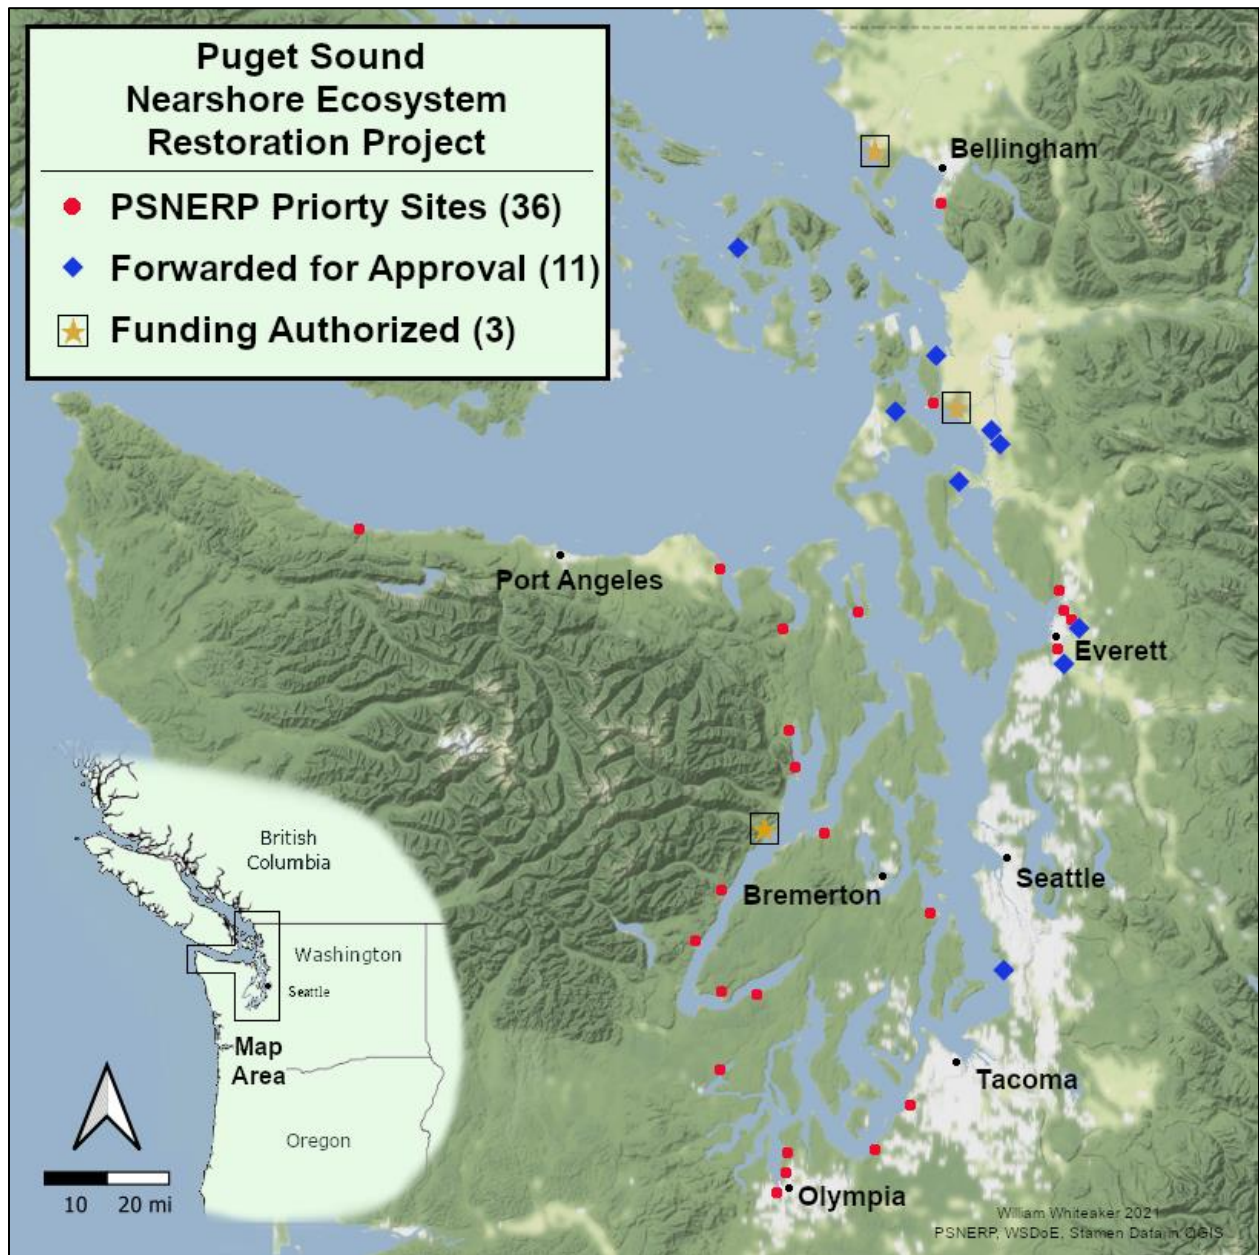 Puget Sound
Nearshore Ecosystem
Restoration Project
PSNERP Priorty Sites (36)
Forwarded for Approval (11)
Funding Authorized (3)
Bellingham
Port Angeles
Everett
Seattle
Bremerton
Tacoma
Olympia
British
Columbia
Washington
Seattle
Map
Area
Oregon
10 20 mi
William Whiteaker 2021
PSNERP, WSDoE, Stamen Data in QGIS